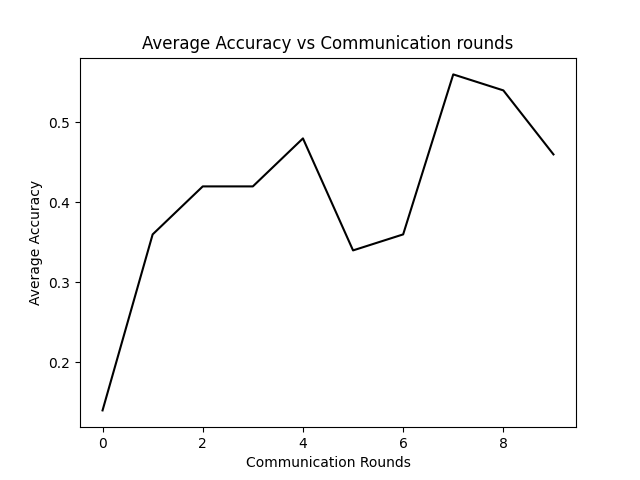 Average Accuracy vs Communication rounds
0.5
0.4
0.3
0.2
Average Accuracy
0 2 4 6 8
Communication Rounds